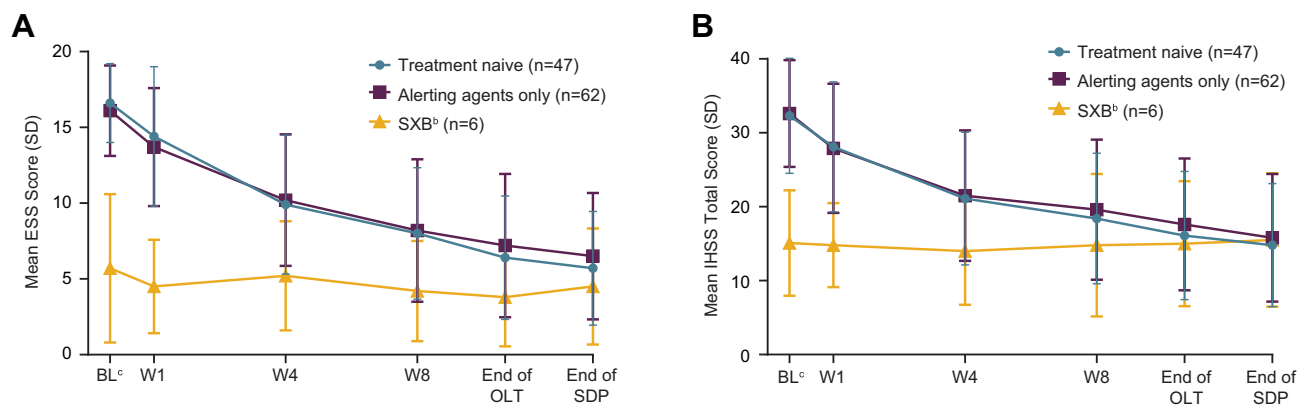 A
Mean ESS Score (SD)
20
15
10
5
0
Treatment naive (n=47)
Alerting agents only (n=62)
SXBᵇ (n=6)
BLᶜ
W1
W4
W8
End of
OLT
End of
SDP
B
Mean IHSS Total Score (SD)
40
30
20
10
0
Treatment naive (n=47)
Alerting agents only (n=62)
SXBᵇ (n=6)
BLᶜ
W1
W4
W8
End of
OLT
End of
SDP